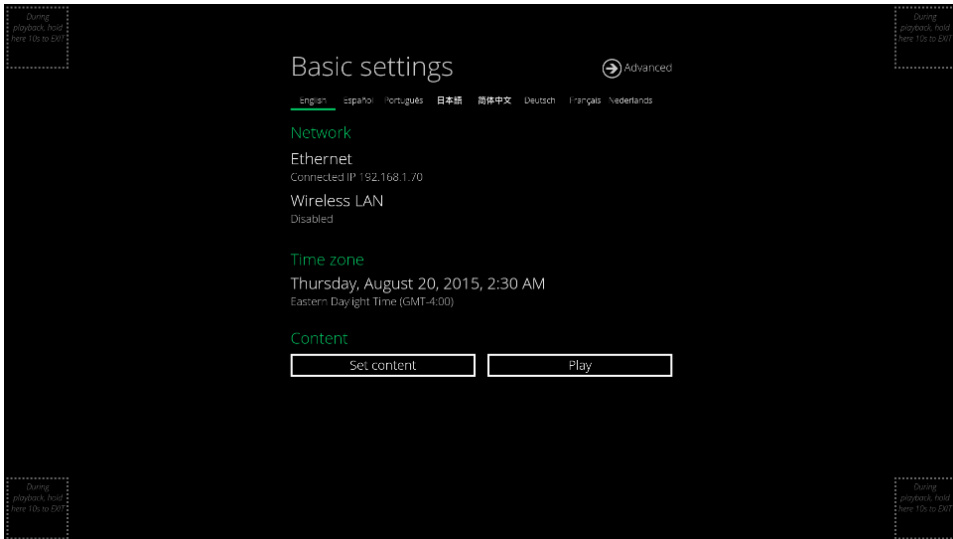 During
playback, hold
here 10s to EXIT
During
playback, hold
here 10s to EXIT
Basic settings
Advanced
English Español Português 日本語 简体中文 Deutsch Français Nederlands
Network
Ethernet
Connected IP 192.168.1.70
Wireless LAN
Disabled
Time zone
Thursday, August 20, 2015, 2:30 AM
Eastern Daylight Time (GMT-4:00)
Content
Set content
Play
During
playback, hold
here 10s to EXIT
During
playback, hold
here 10s to EXIT